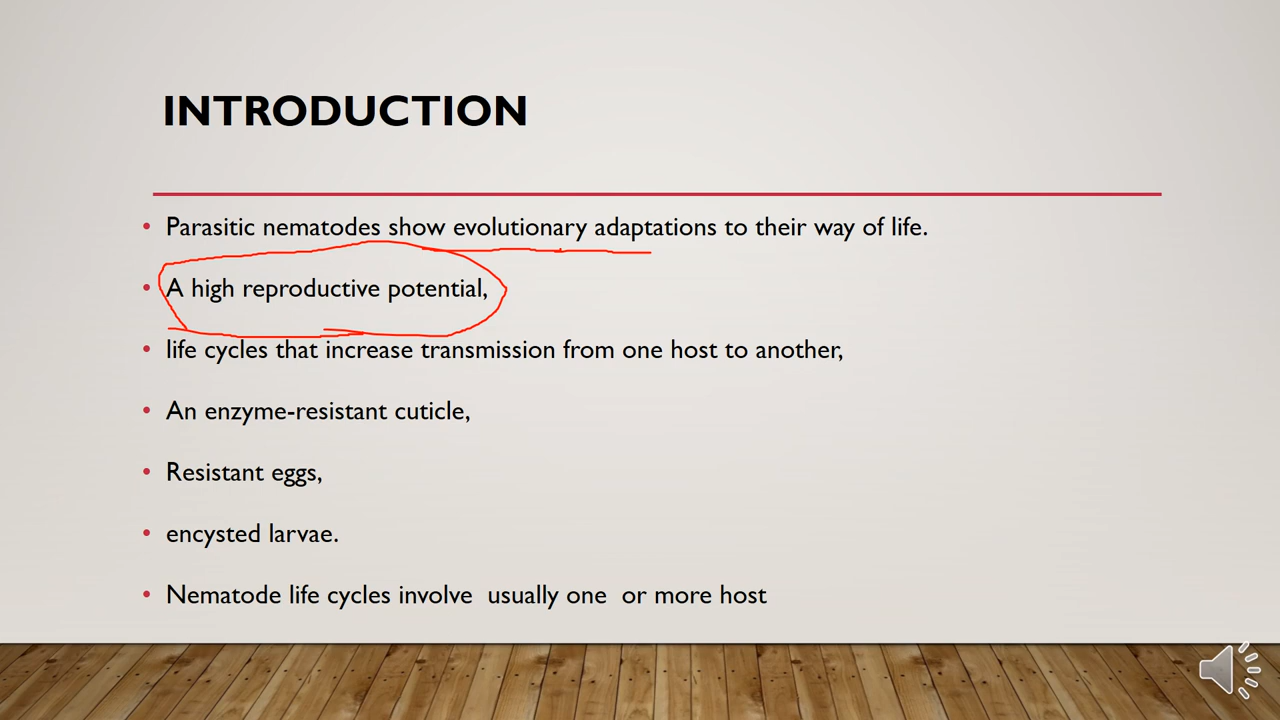 INTRODUCTION
• Parasitic nematodes show evolutionary adaptations to their way of life.
• A high reproductive potential,
• life cycles that increase transmission from one host to another,
• An enzyme-resistant cuticle,
• Resistant eggs,
• encysted larvae.
• Nematode life cycles involve  usually one  or more host